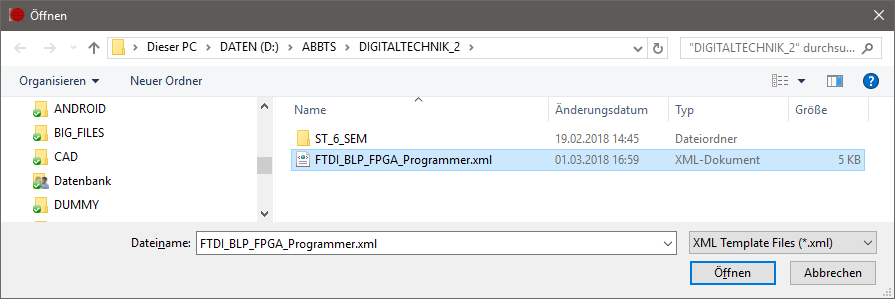 Öffnen
Dieser PC > DATEN (D:) > ABBTS > DIGITALTECHNIK_2 >
"DIGITALTECHNIK_2" durchsu...
Organisieren Neuer Ordner ?
ANDROID
BIG_FILES
CAD
Datenbank
DUMMY
Name Änderungsdatum Typ Größe
ST_6_SEM 19.02.2018 14:45 Dateiordner
FTDI_BLP_FPGA_Programmer.xml 01.03.2018 16:59 XML-Dokument 5 KB
Dateiname: FTDI_BLP_FPGA_Programmer.xml XML Template Files (*.xml)
Öffnen Abbrechen